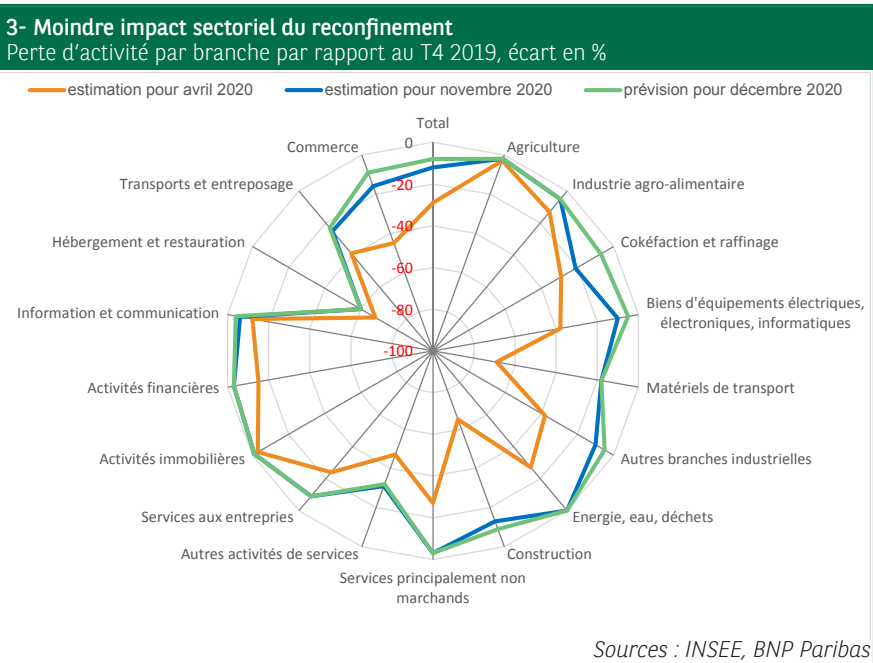 3- Moindre impact sectoriel du reconfinement
Perte d'activité par branche par rapport au T4 2019, écart en %
estimation pour avril 2020
estimation pour novembre 2020
prévision pour décembre 2020
Total
Agriculture
Industrie agro-alimentaire
Cokéfaction et raffinage
Biens d'équipements électriques,
électroniques, informatiques
Matériels de transport
Autres branches industrielles
Energie, eau, déchets
Construction
Services principalement non
marchands
Autres activités de services
Services aux entrepries
Activités immobilières
Activités financières
Information et communication
Hébergement et restauration
Transports et entreposage
Commerce
0
-20
-40
-60
-80
-100
Sources : INSEE, BNP Paribas